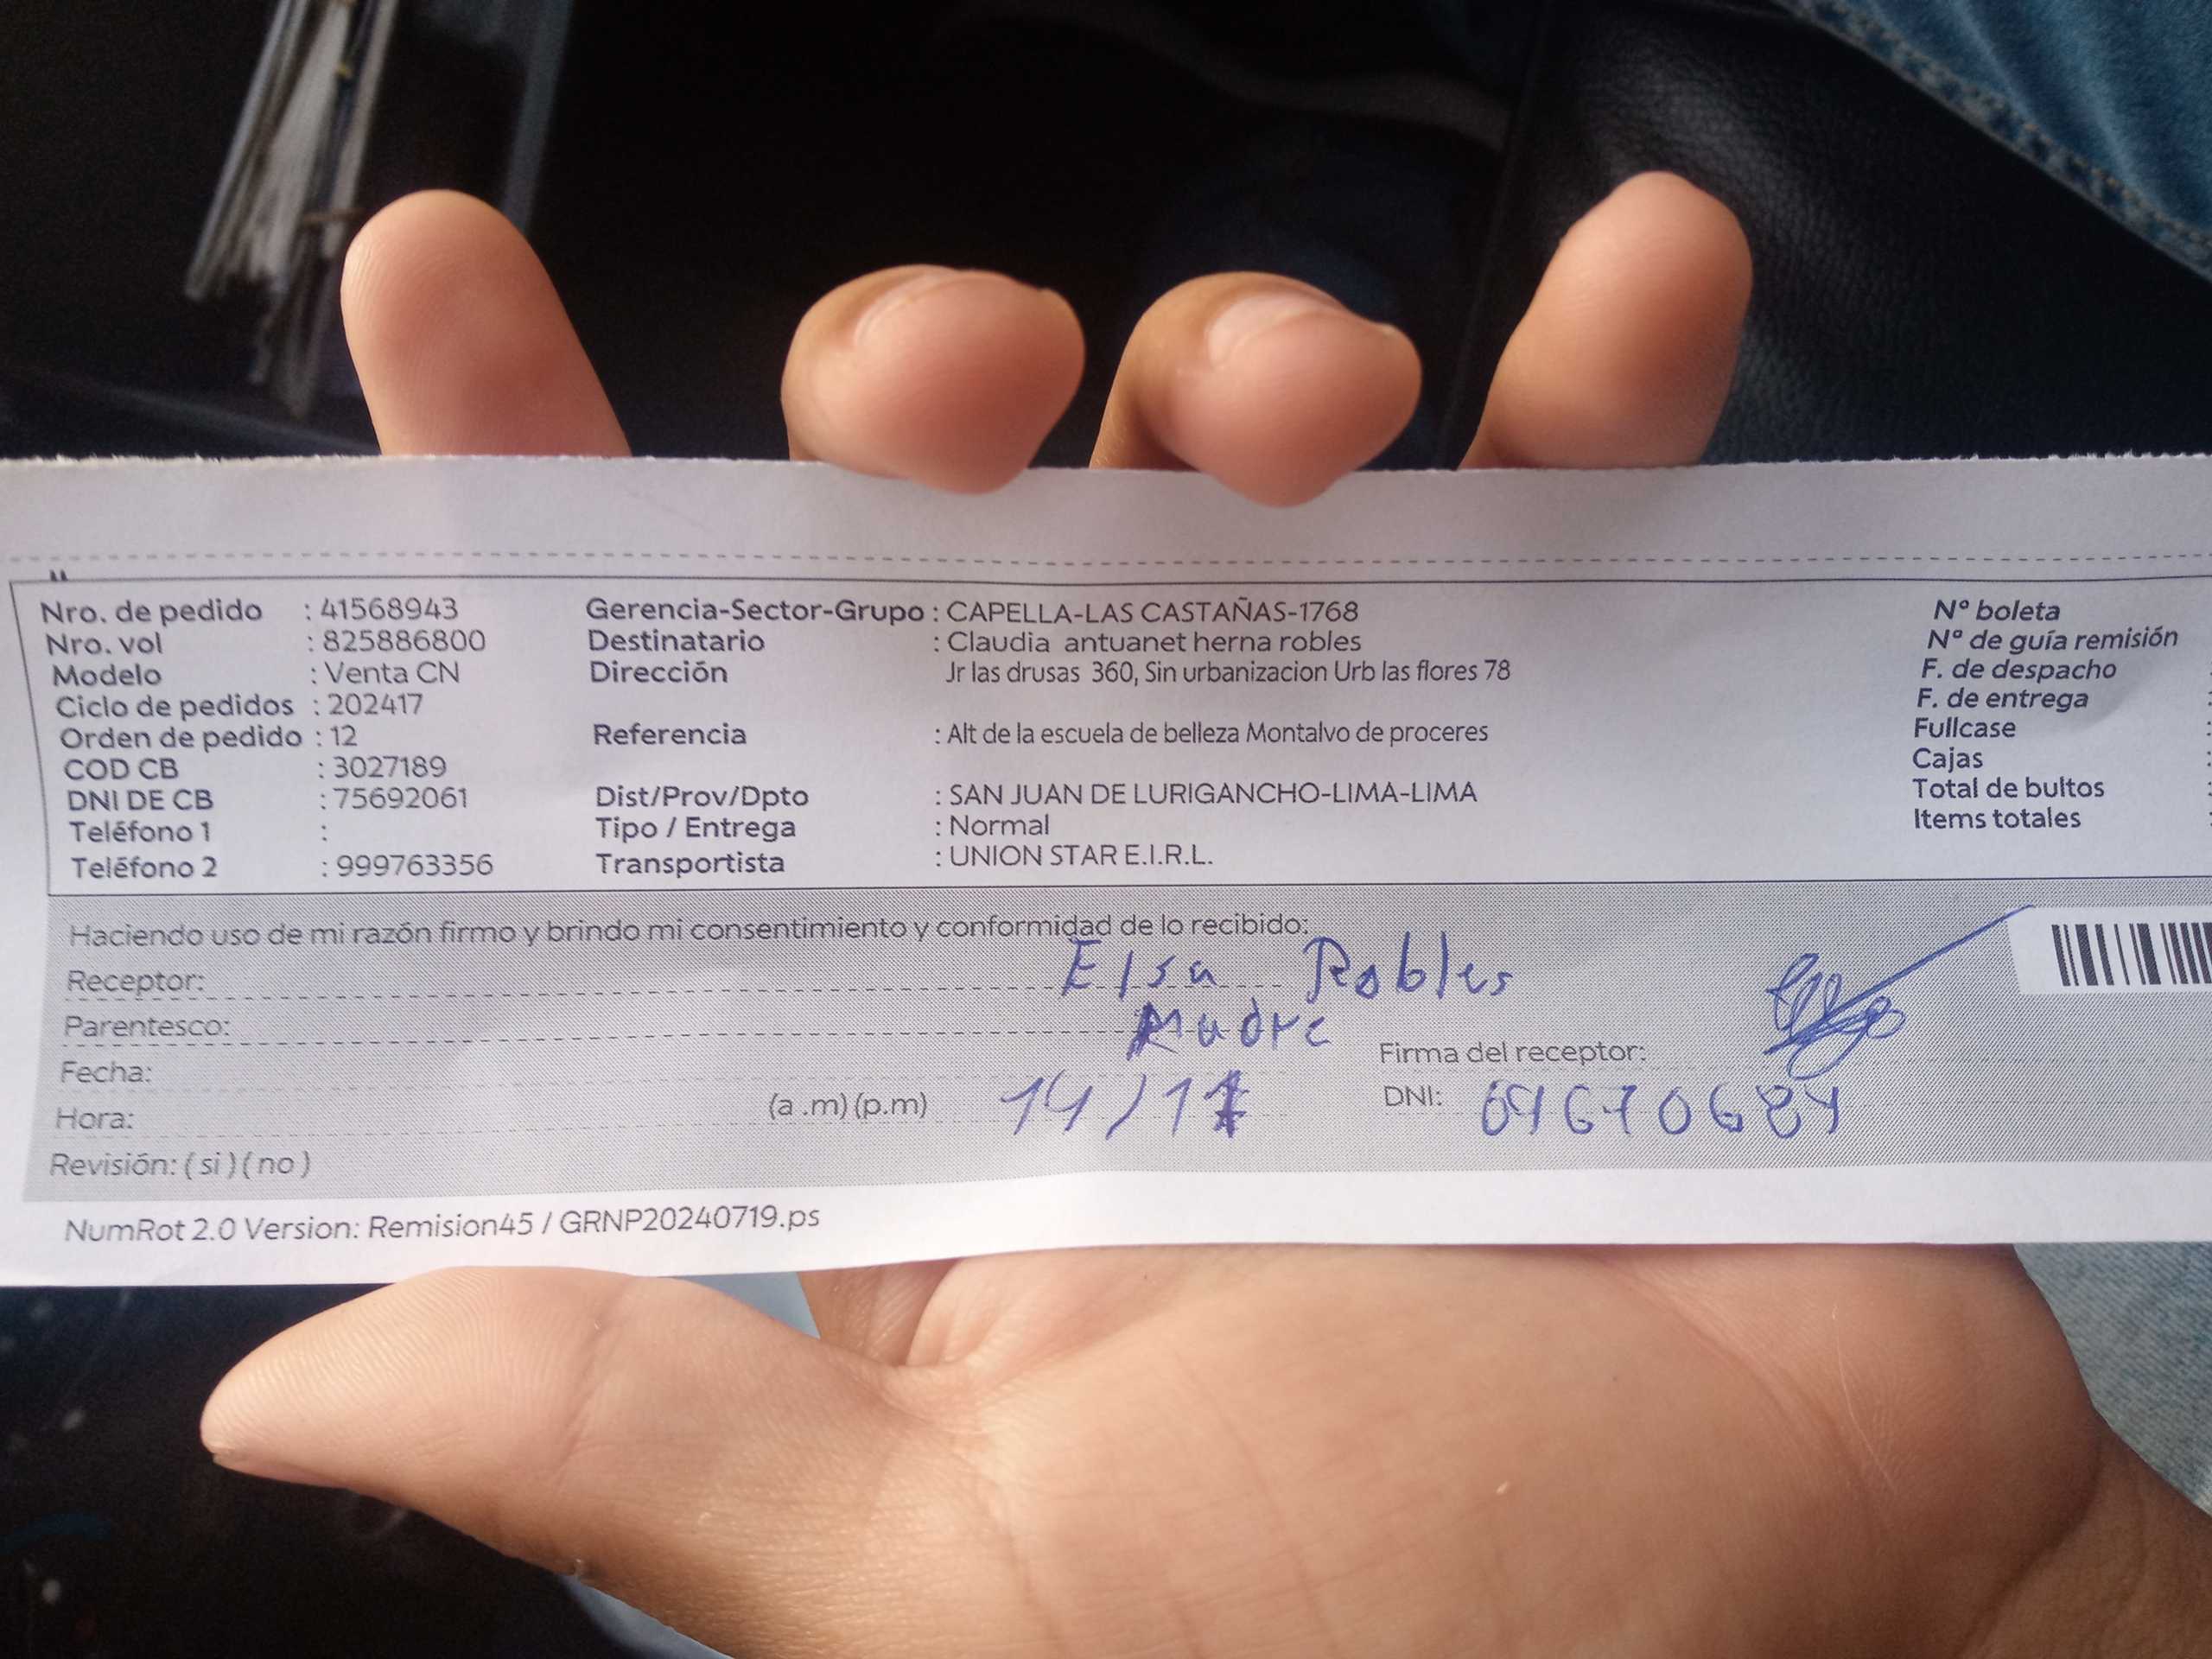 Nro. de pedido : 41568943
Nro. vol : 825886800
Modelo : Venta CN
Ciclo de pedidos : 202417
Orden de pedido : 12
COD CB : 3027189
DNI DE CB : 75692061
Teléfono 1 :
Teléfono 2 : 999763356
Gerencia-Sector-Grupo : CAPELLA-LAS CASTAÑAS-1768
Destinatario : Claudia antuanet herna robles
Dirección Jr las drusas 360, Sin urbanizacion Urb las flores 78
Referencia : Alt de la escuela de belleza Montalvo de proceres
Dist/Prov/Dpto : SAN JUAN DE LURIGANCHO-LIMA-LIMA
Tipo / Entrega : Normal
Transportista : UNION STAR E.I.R.L.
N° boleta
N° de guía remisión
F. de despacho :
F. de entrega :
Fullcase :
Cajas :
Total de bultos :
Items totales :
Haciendo uso de mi razón firmo y brindo mi consentimiento y conformidad de lo recibido:
Receptor: Elsa Robles
Parentesco: Madre
Fecha:
Firma del receptor:
Hora: (a .m) (p.m) 14/11
DNI:
Revisión: ( si ) ( no )
NumRot 2.0 Version: Remision45 / GRNP20240719.ps